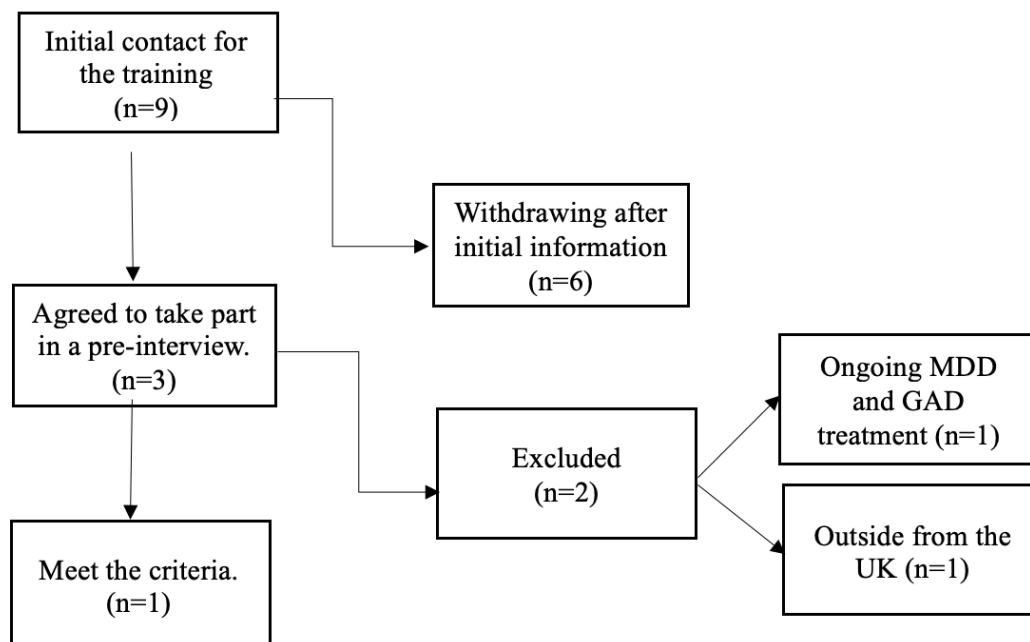 Initial contact for
the training
(n=9)
Withdrawing after
initial information
(n=6)
Agreed to take part
in a pre-interview.
(n=3)
Excluded
(n=2)
Ongoing MDD
and GAD
treatment (n=1)
Outside from the
UK (n=1)
Meet the criteria.
(n=1)